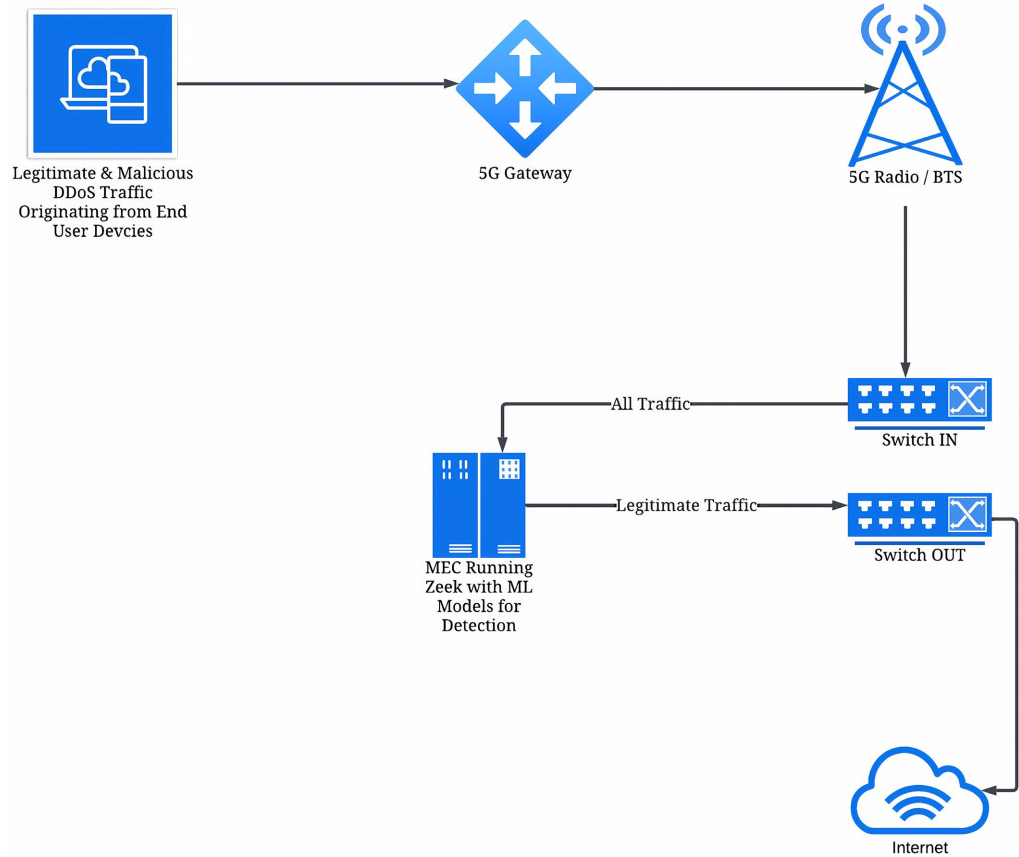 Legitimate & Malicious
DDoS Traffic
Originating from End
User Devcies
5G Gateway
5G Radio / BTS
All Traffic
Switch IN
Legitimate Traffic
Switch OUT
MEC Running
Zeek with ML
Models for
Detection
Internet